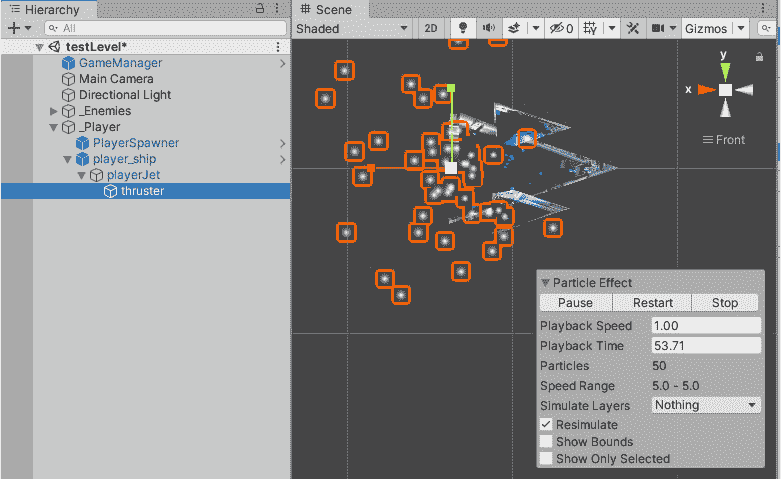 Hierarchy
All
testLevel*
GameManager
Main Camera
Directional Light
_Enemies
_Player
PlayerSpawner
player_ship
playerJet
thruster
Scene
Shaded
2D
0
Gizmos
y
x
Front
Particle Effect
Pause Restart Stop
Playback Speed 1.00
Playback Time 53.71
Particles 50
Speed Range 5.0 - 5.0
Simulate Layers Nothing
Resimulate
Show Bounds
Show Only Selected